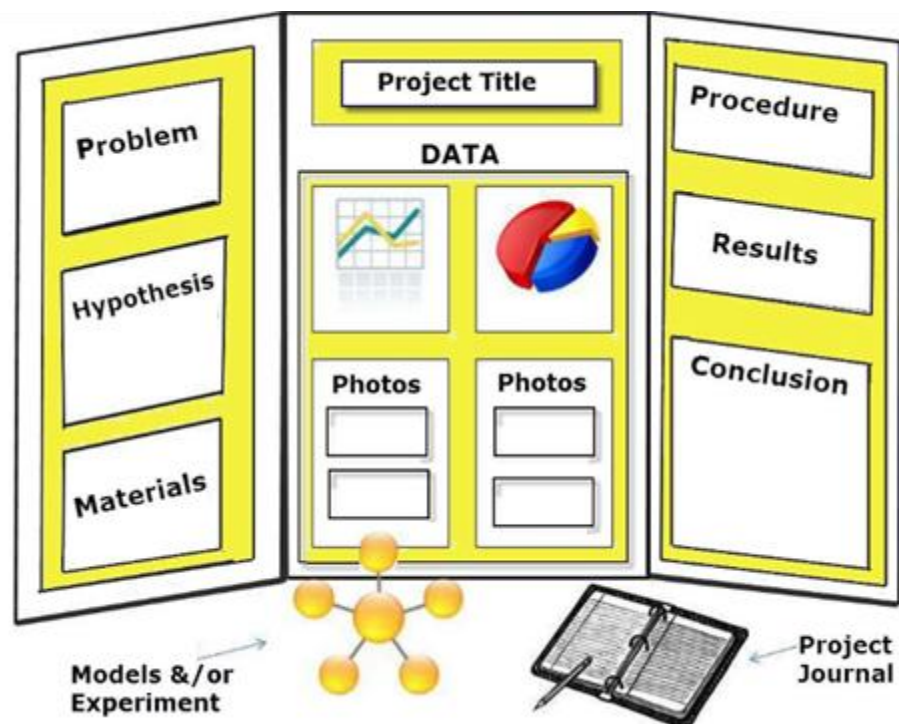 Problem
Hypothesis
Materials
Project Title
DATA
Photos
Photos
Procedure
Results
Conclusion
Models &/or
Experiment
Project
Journal